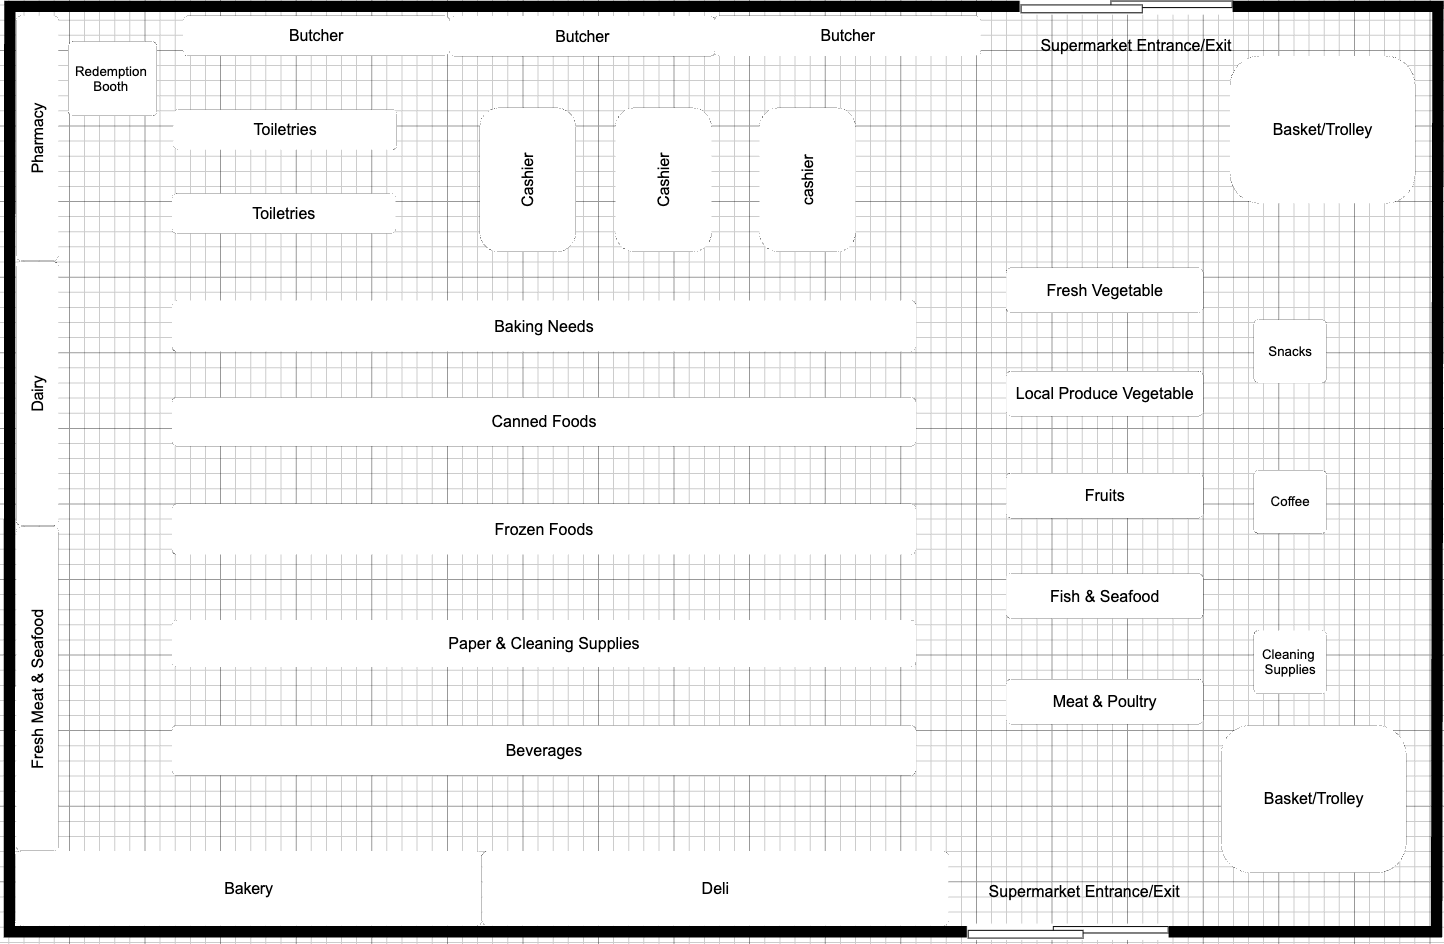 Butcher
Butcher
Butcher
Supermarket Entrance/Exit
Redemption
Booth
Pharmacy
Toiletries
Basket/Trolley
Cashier
Cashier
cashier
Toiletries
Fresh Vegetable
Baking Needs
Snacks
Dairy
Local Produce Vegetable
Canned Foods
Fruits
Coffee
Frozen Foods
Fish & Seafood
Paper & Cleaning Supplies
Cleaning
Supplies
Fresh Meat & Seafood
Meat & Poultry
Beverages
Basket/Trolley
Bakery
Deli
Supermarket Entrance/Exit